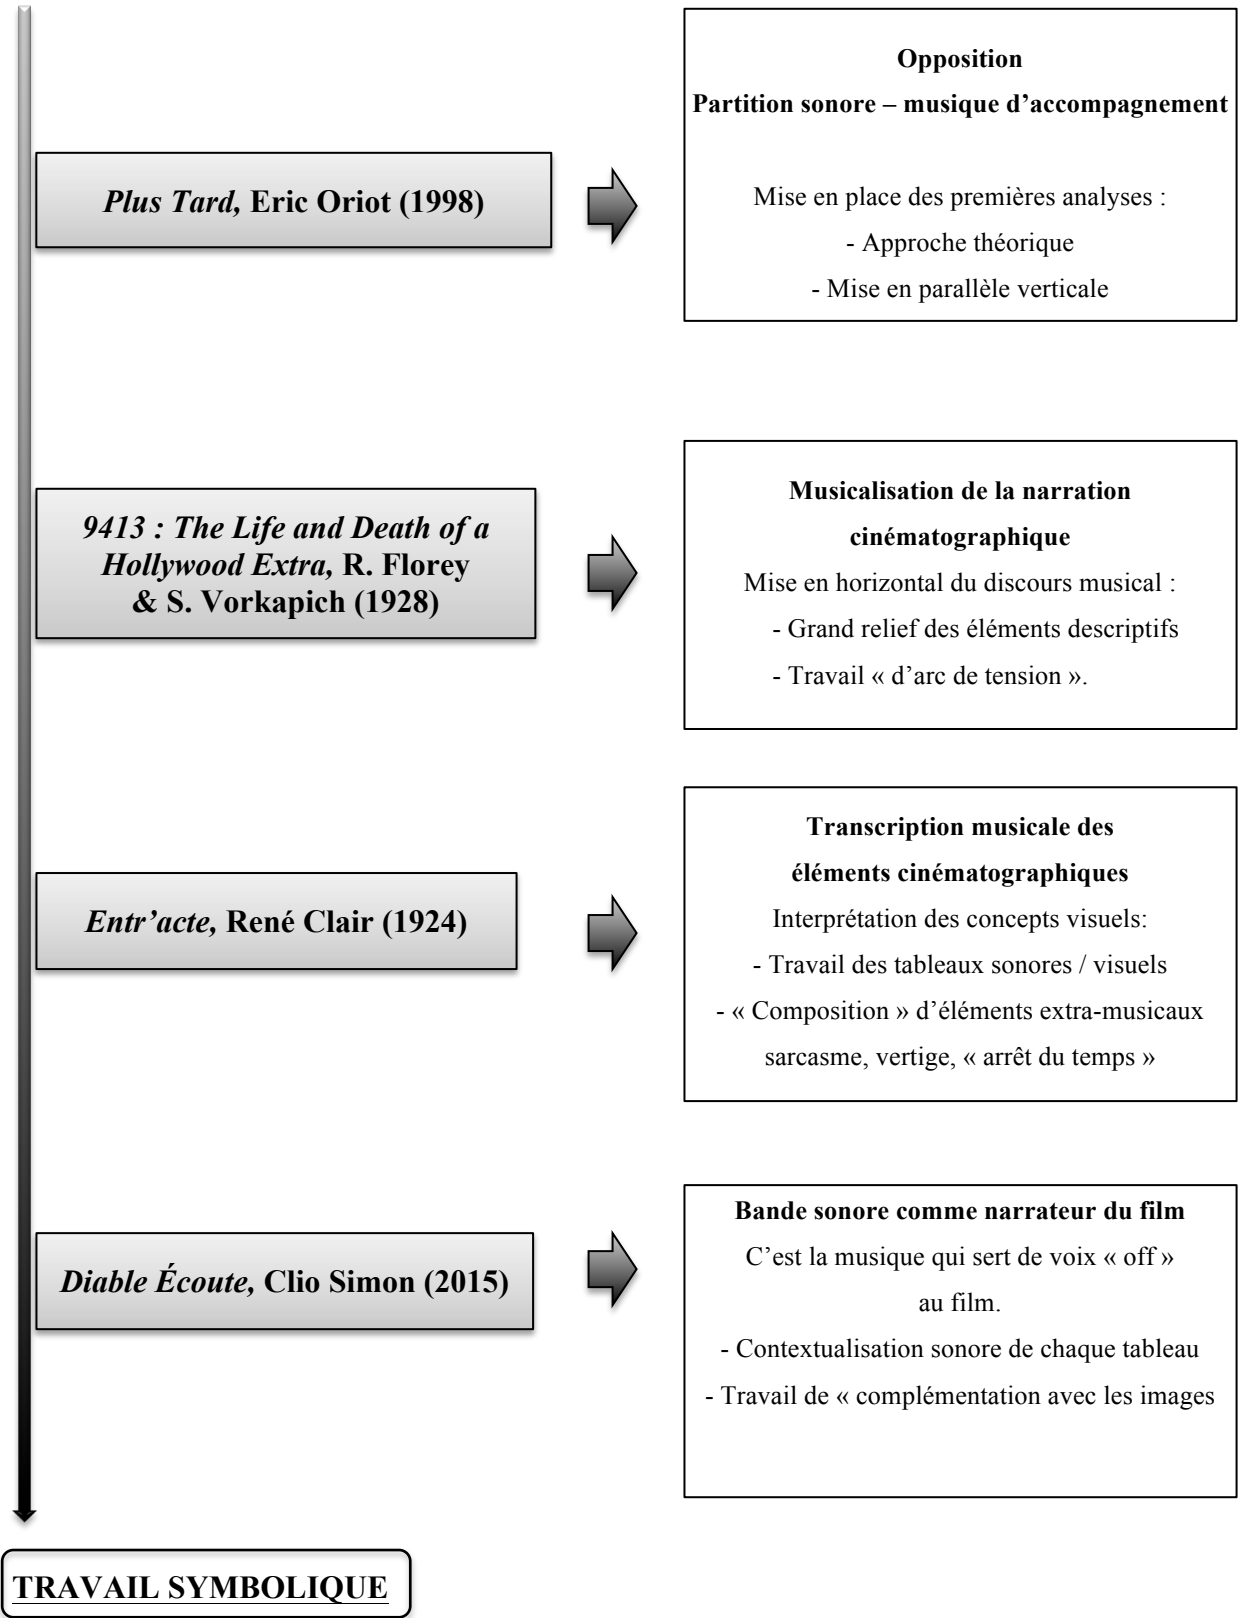 Opposition
Partition sonore – musique d’accompagnement
Plus Tard, Eric Oriot (1998)
Mise en place des premières analyses :
- Approche théorique
- Mise en parallèle verticale
9413 : The Life and Death of a
Hollywood Extra, R. Florey
& S. Vorkapich (1928)
Musicalisation de la narration
cinématographique
Mise en horizontal du discours musical :
- Grand relief des éléments descriptifs
- Travail « d’arc de tension ».
Entr’acte, René Clair (1924)
Transcription musicale des
éléments cinématographiques
Interprétation des concepts visuels:
- Travail des tableaux sonores / visuels
- « Composition » d’éléments extra-musicaux
sarcasme, vertige, « arrêt du temps »
Diable Écoute, Clio Simon (2015)
Bande sonore comme narrateur du film
C’est la musique qui sert de voix « off »
au film.
- Contextualisation sonore de chaque tableau
- Travail de « complémentation avec les images
TRAVAIL SYMBOLIQUE